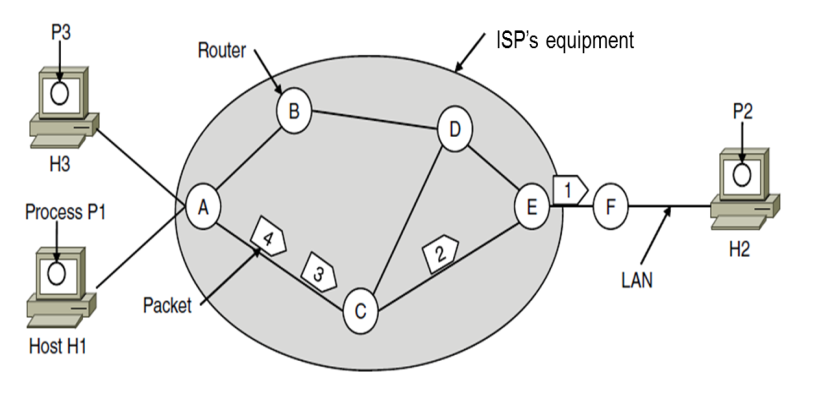 P3
Router
ISP's equipment
B
D
P2
H3
1
Process P1
A
E
F
4
3
2
H2
LAN
Packet
C
Host H1